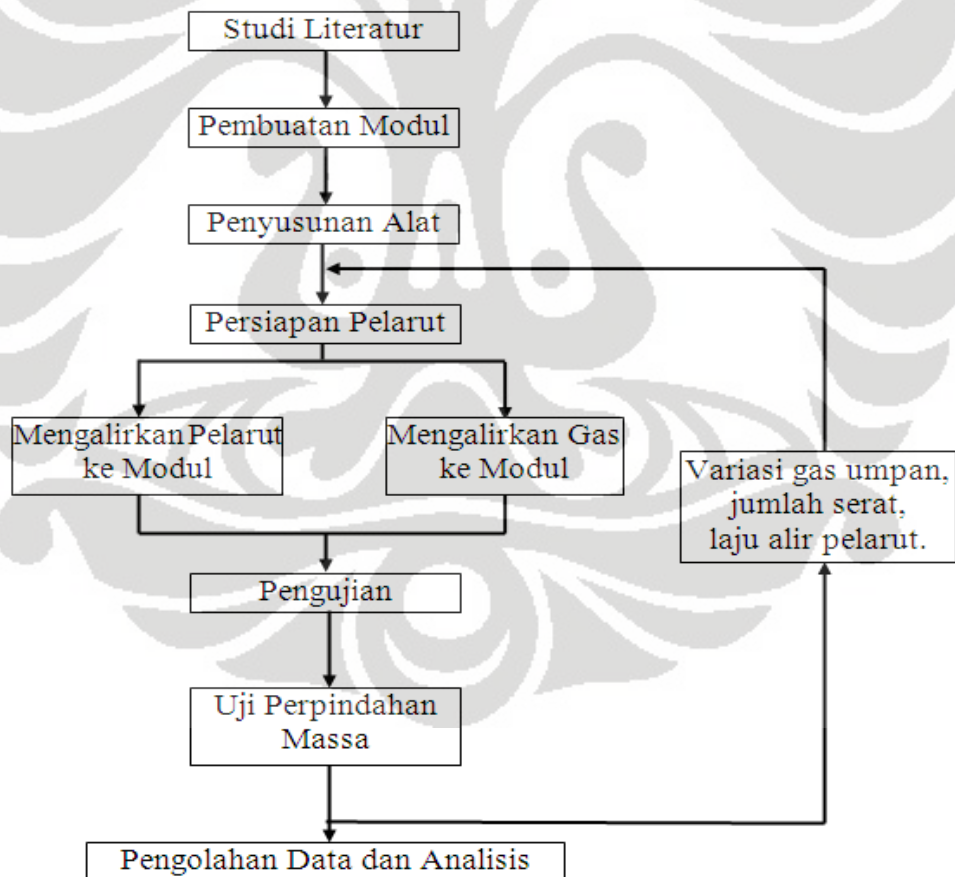 Studi Literatur
Pembuatan Modul
Penyusunan Alat
Persiapan Pelarut
Mengalirkan Pelarut
ke Modul
Mengalirkan Gas
ke Modul
Variasi gas umpan,
jumlah serat,
laju alir pelarut.
Pengujian
Uji Perpindahan
Massa
Pengolahan Data dan Analisis